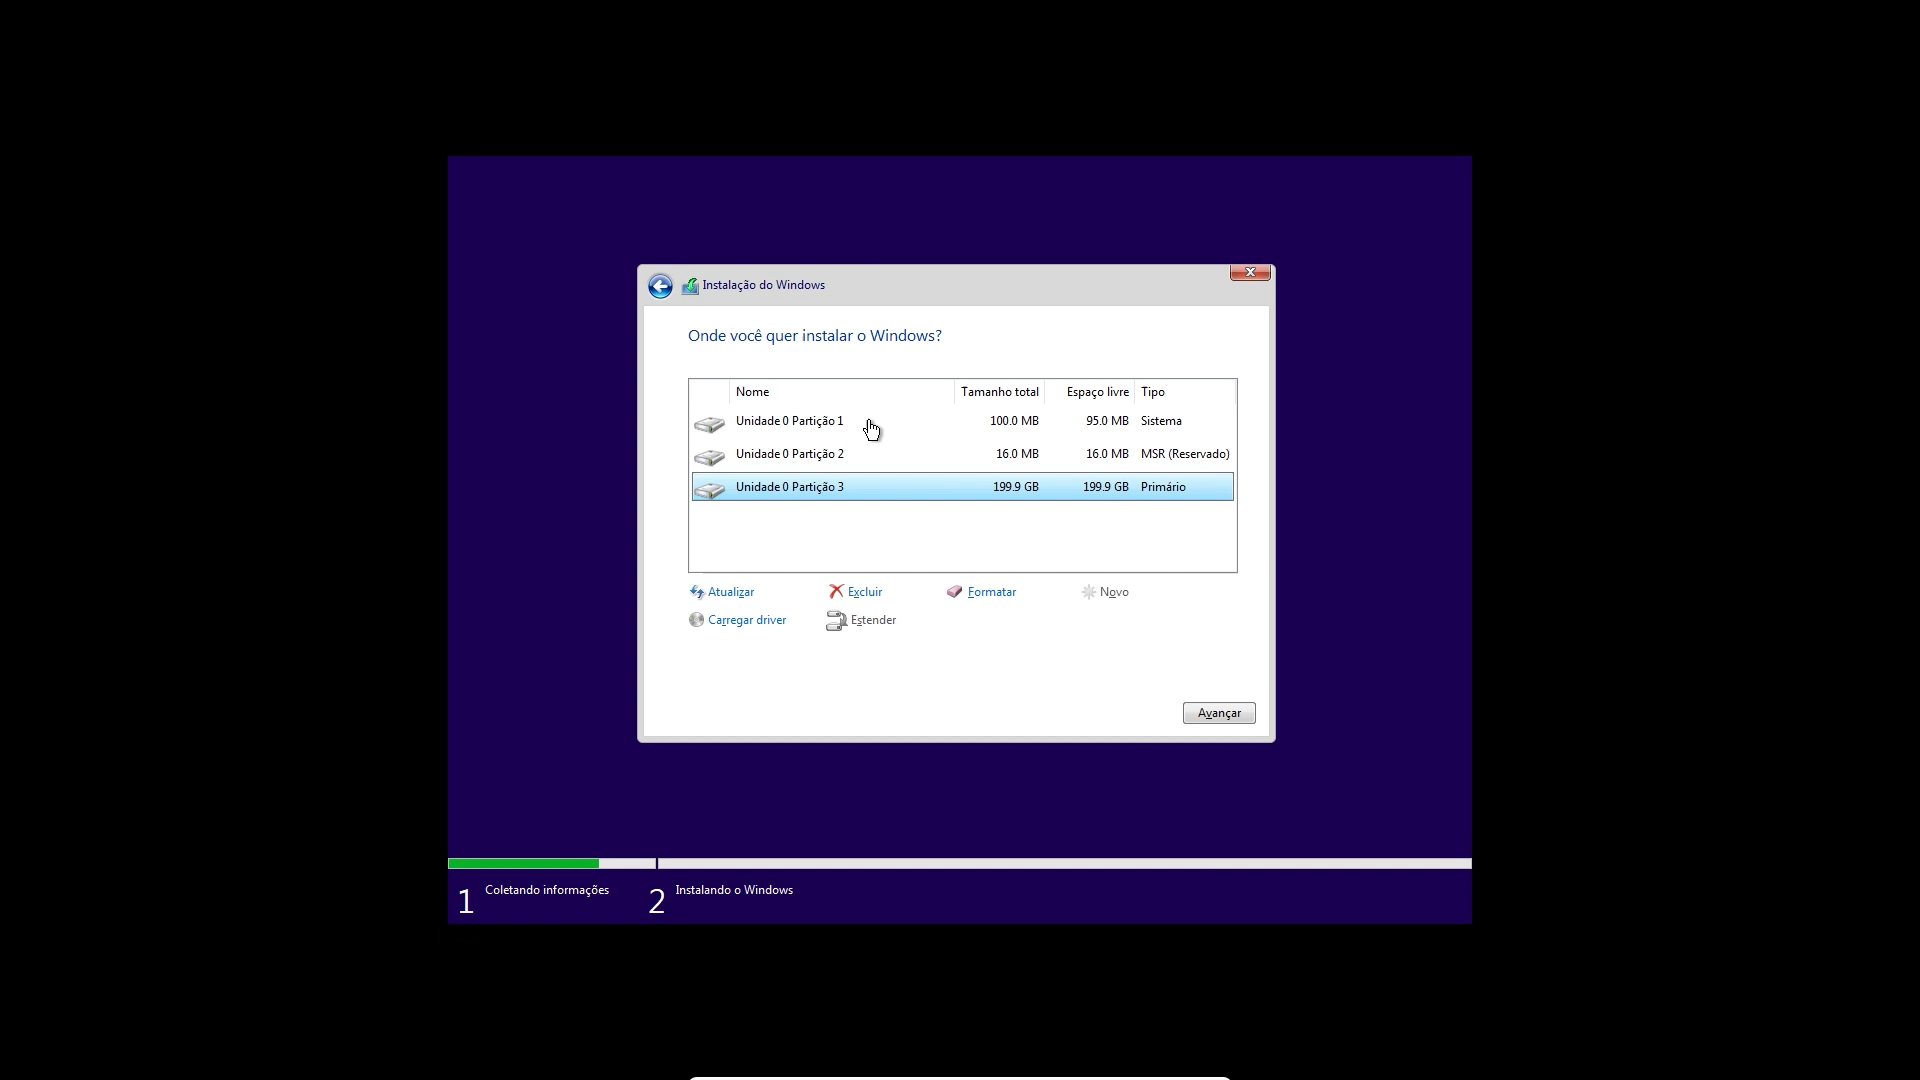 Instalação do Windows
Onde você quer instalar o Windows?
Nome Tamanho total Espaço livre Tipo
Unidade 0 Partição 1 100.0 MB 95.0 MB Sistema
Unidade 0 Partição 2 16.0 MB 16.0 MB MSR (Reservado)
Unidade 0 Partição 3 199.9 GB 199.9 GB Primário
Atualizar Excluir Formatar Novo
Carregar driver Estender
Avançar
1 Coletando informações 2 Instalando o Windows